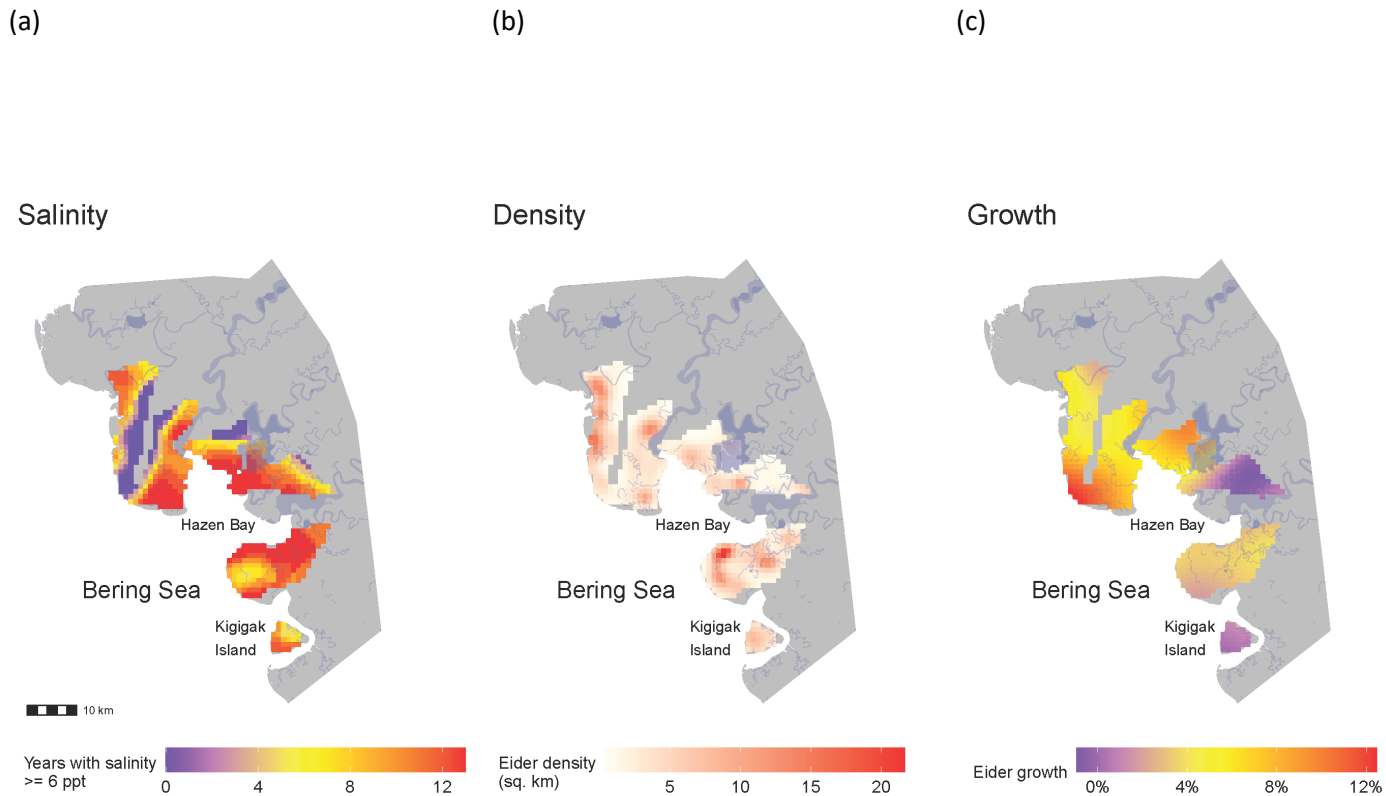 (a)
(b)
(c)
Salinity
Density
Growth
Hazen Bay
Bering Sea
Kigigak
Island
10 km
Years with salinity
>= 6 ppt
0 4 8 12
Hazen Bay
Bering Sea
Kigigak
Island
Eider density
(sq. km)
5 10 15 20
Hazen Bay
Bering Sea
Kigigak
Island
Eider growth
0% 4% 8% 12%